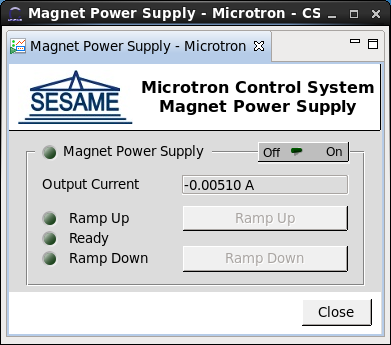 Magnet Power Supply - Microtron - CS
Magnet Power Supply - Microtron
SESAME
Microtron Control System
Magnet Power Supply
Magnet Power Supply
Off
On
Output Current
-0.00510 A
Ramp Up
Ramp Up
Ready
Ramp Down
Ramp Down
Close